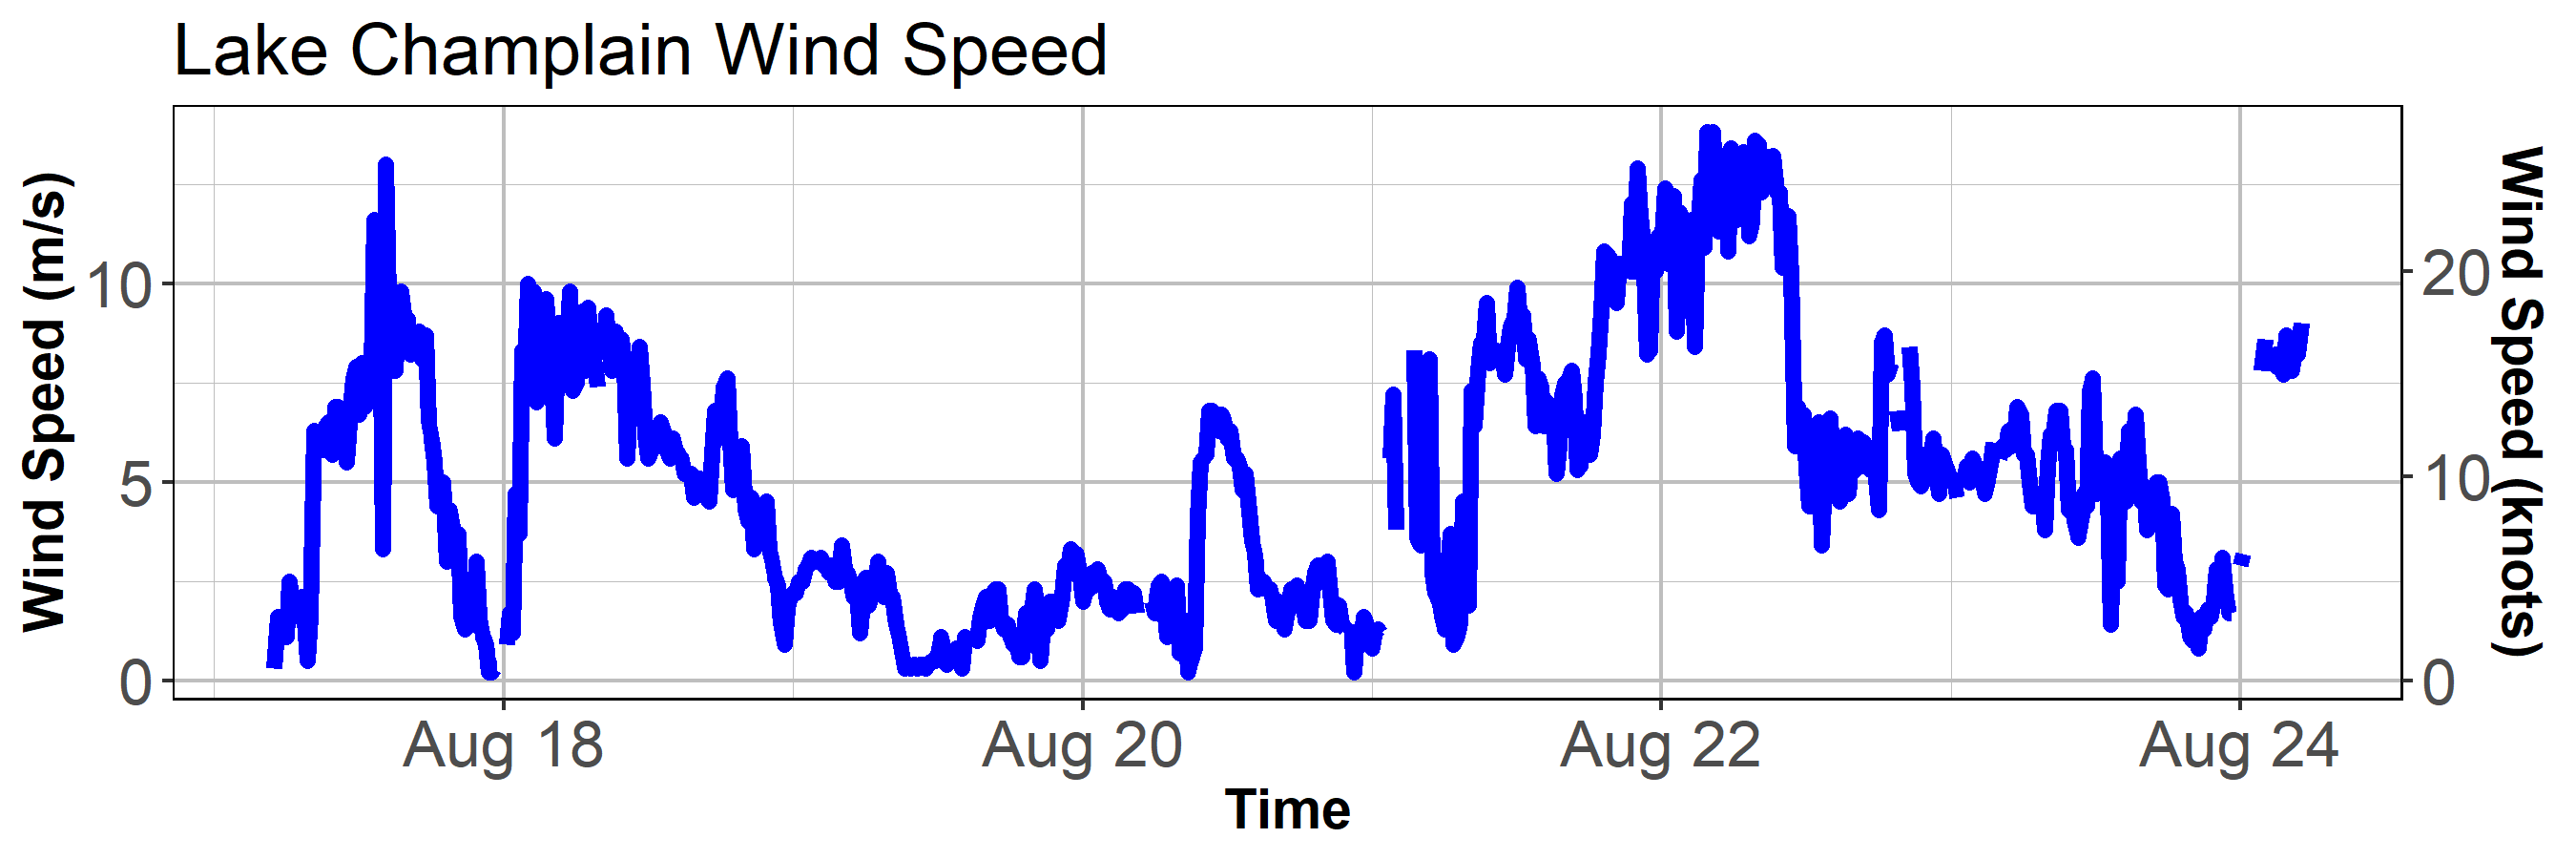 Lake Champlain Wind Speed
Wind Speed (m/s)
10
5
0
20
10
0
Wind Speed (knots)
Aug 18
Aug 20
Aug 22
Aug 24
Time